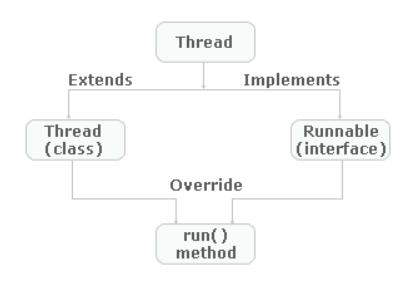 Thread
Extends
Implements
Thread
(class)
Runnable
(interface)
Override
run()
method